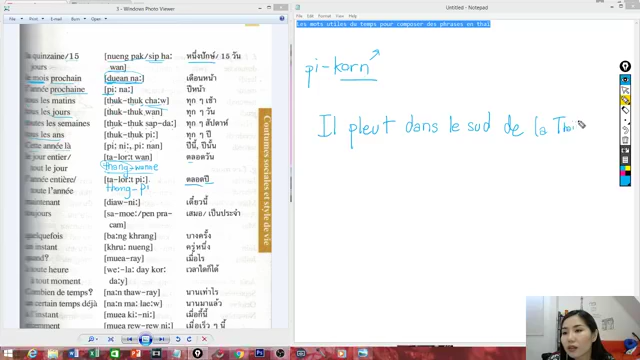 3 - Windows Photo Viewer
Untitled - Notepad
les mots utiles du temps pour composer des phrases en thaï
pi-korn
Il pleut dans le sud de la Thai
la quinzaine/15 jours [nueng pak/sip ha: wan] หนึ่งปักษ์/ 15 วัน
le mois prochain [duean na:] เดือนหน้า
l'année prochaine [pi: na:] ปีหน้า
tous les matins [thuk-thuk cha:w] ทุก ๆ เช้า
tous les jours [thuk-thuk wan] ทุก ๆ วัน
toutes les semaines [thuk-thuk sap-da:] ทุก ๆ สัปดาห์
tous les ans [thuk-thuk pi:] ทุก ๆ ปี
Cette année là [pi: ni:, pi: nan] ปีนี้, ปีนั้น
le jour entier/ tout le jour [ta-lor:t wan] ตลอดวัน
thang-wanne
l'année entière/ toute l'année [ta-lor:t pi:] ตลอดปี
thang-pi
maintenant [diaw-ni:] เดี๋ยวนี้
toujours [sa-moe:/pen pra-cam] เสมอ /เป็นประจำ
quelquefois [ba:ng khrang] บางครั้ง
un instant [khru: nueng] ครู่หนึ่ง
quand? [muea-ray] เมื่อไร
à toute heure à tout moment [we:-la: day kor: da:y] เวลาใดก็ได้
Combien de temps? [na:n thaw-ray] นานเท่าไร
un certain temps déjà [na:n ma: lae:w] นานมาแล้ว
à l'instant [muea ki:-ni:] เมื่อกี้นี้
[muea rew-rew ni:] เมื่อเร็ว ๆ นี้
Coutumes sociales et style de vie